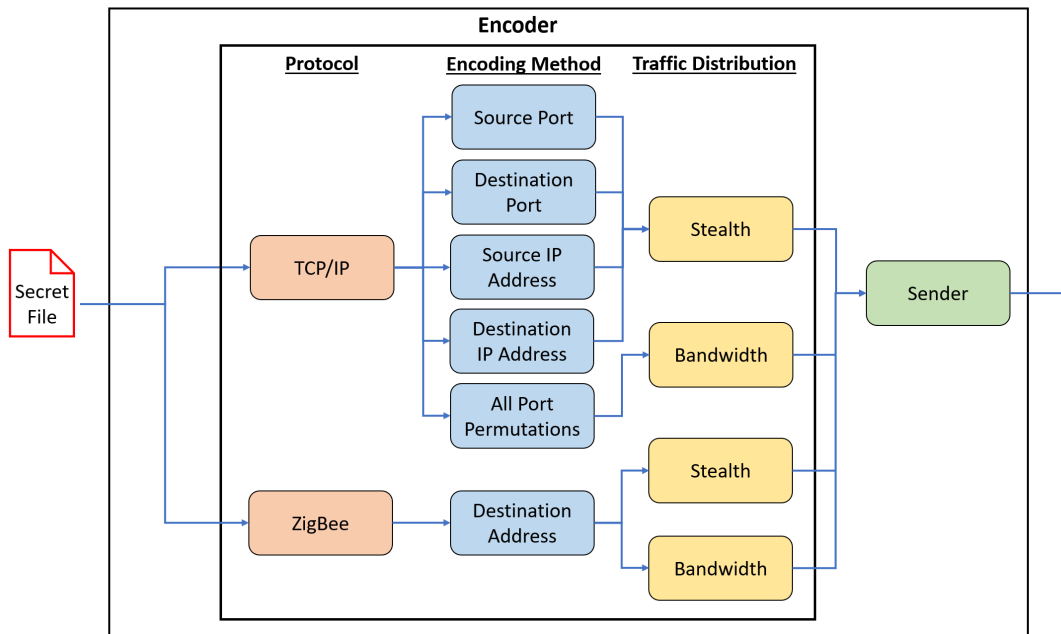 Encoder
Protocol
Encoding Method
Traffic Distribution
Source Port
Destination
Port
Stealth
TCP/IP
Source IP
Address
Secret
File
Sender
Destination
IP Address
Bandwidth
All Port
Permutations
Stealth
ZigBee
Destination
Address
Bandwidth